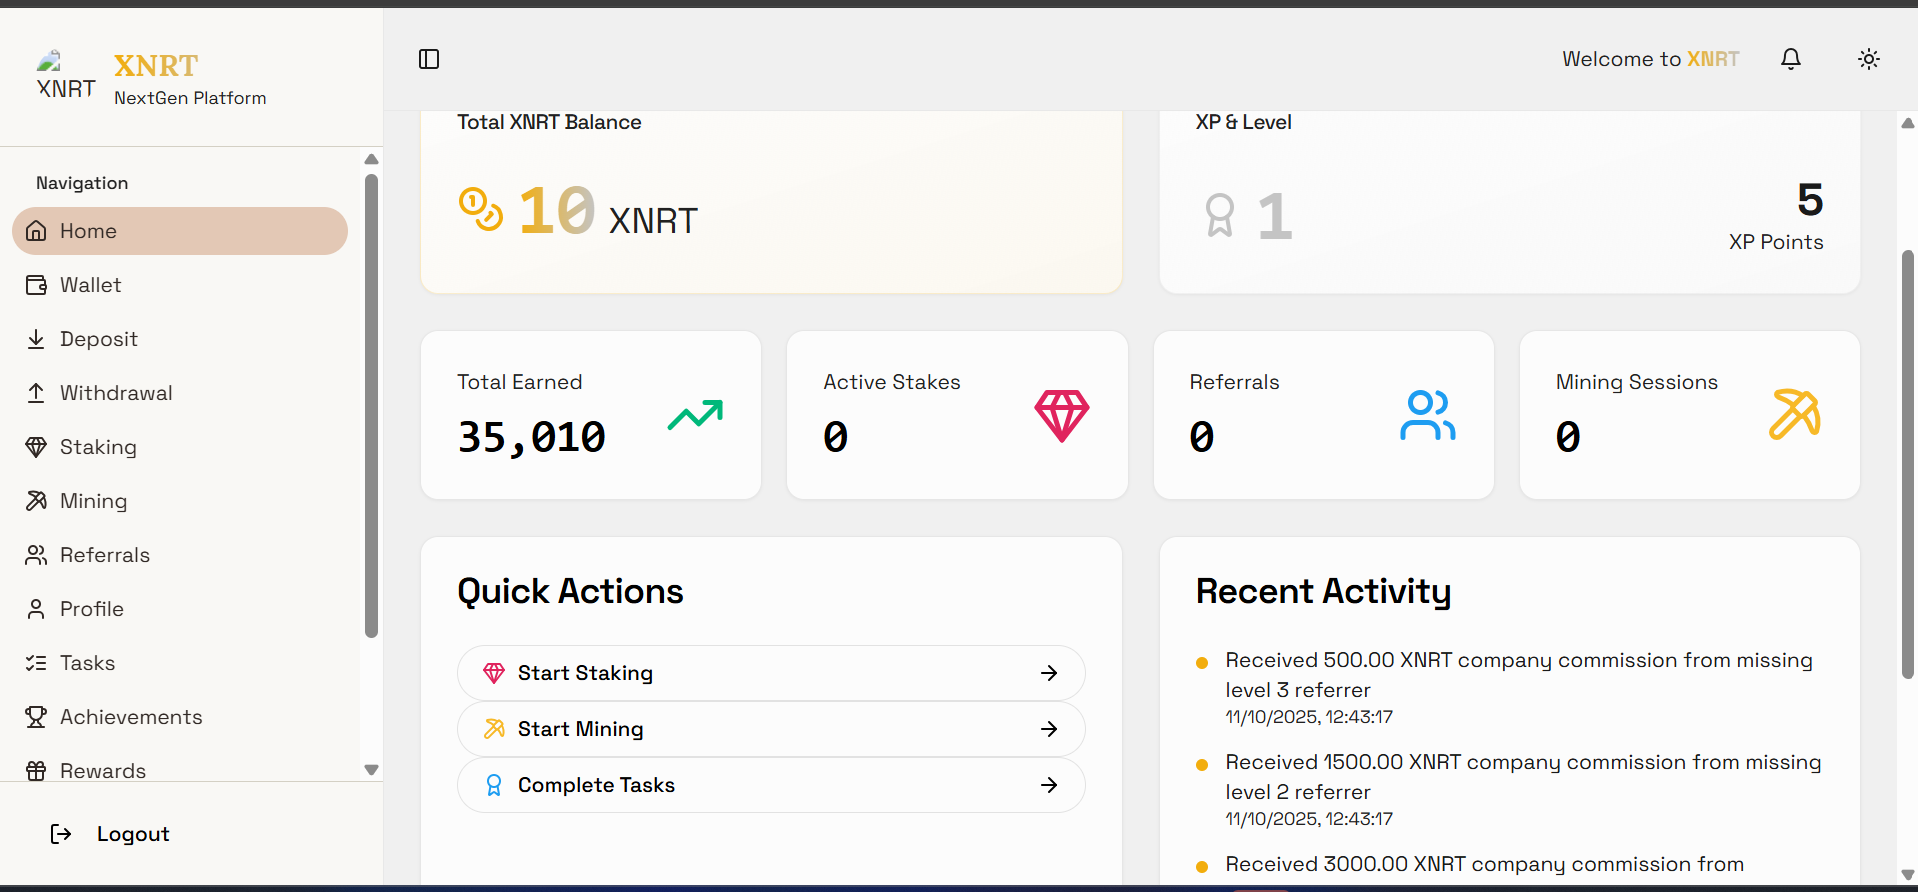 XNRT
XNRT
NextGen Platform
Navigation
Home
Wallet
Deposit
Withdrawal
Staking
Mining
Referrals
Profile
Tasks
Achievements
Rewards
Logout
Welcome to XNRT
Total XNRT Balance
10 XNRT
XP & Level
1
5
XP Points
Total Earned
35,010
Active Stakes
0
Referrals
0
Mining Sessions
0
Quick Actions
Start Staking
Start Mining
Complete Tasks
Recent Activity
Received 500.00 XNRT company commission from missing
level 3 referrer
11/10/2025, 12:43:17
Received 1500.00 XNRT company commission from missing
level 2 referrer
11/10/2025, 12:43:17
Received 3000.00 XNRT company commission from